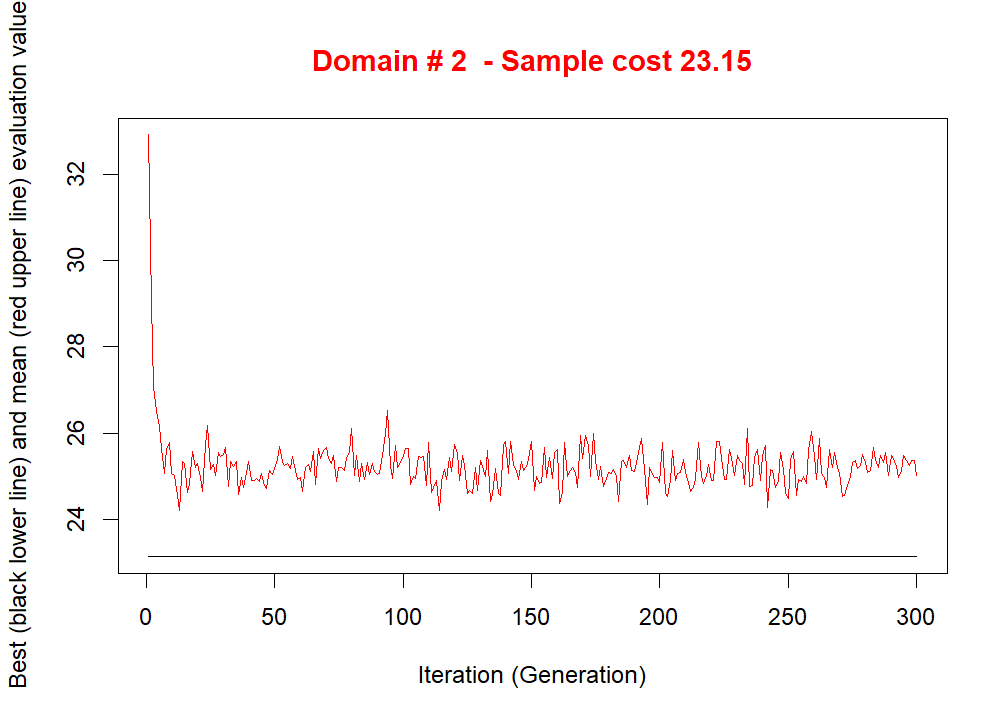 Domain # 2  - Sample cost 23.15
Best (black lower line) and mean (red upper line) evaluation value
32
30
28
26
24
0 50 100 150 200 250 300
Iteration (Generation)